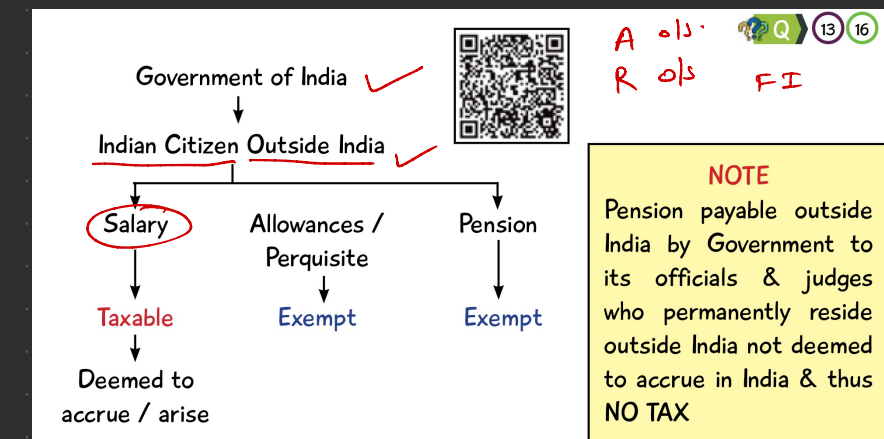 A o/s.
Q 13 16
R o/s FI
Government of India
Indian Citizen Outside India
Salary
Allowances /
Perquisite
Pension
Taxable
Exempt
Exempt
Deemed to
accrue / arise
NOTE
Pension payable outside
India by Government to
its officials & judges
who permanently reside
outside India not deemed
to accrue in India & thus
NO TAX